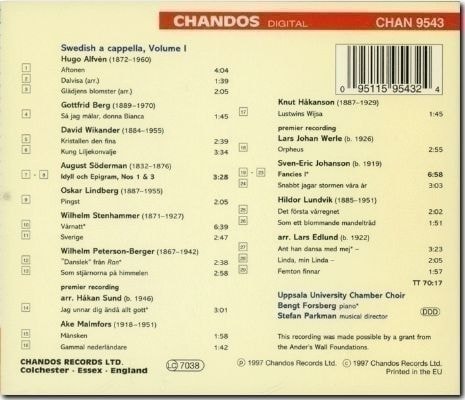 CHANDOS DIGITAL CHAN 9543
Swedish a cappella, Volume I
Hugo Alfvén (1872-1960)
1 Aftonen 4:04
2 Dalvisa (arr.) 1:39
3 Glädjens blomster (arr.) 2:05
Gottfrid Berg (1889-1970)
4 Så jag målar, donna Bianca 4:45
David Wikander (1884-1955)
5 Kristallen den fina 2:39
6 Kung Liljekonvalje 3:34
August Söderman (1832-1876)
7 - 8 Idyll och Epigram, Nos 1 & 3 3:28
Oskar Lindberg (1887-1955)
9 Pingst 2:05
Wilhelm Stenhammer (1871-1927)
10 Värnatt* 6:39
11 Sverige 2:47
Wilhelm Peterson-Berger (1867-1942)
12 "Danslek" från Ran* 2:38
13 Som stjärnorna på himmelen 2:58
premier recording
arr. Håkan Sund (b. 1946)
14 Jag unnar dig ändå allt gott* 3:01
Ake Malmfors (1918-1951)
15 Månsken 1:58
16 Gammal nederländare 1:42
CHANDOS RECORDS LTD.
Colchester · Essex · England
LC 7038
0 95115 95432 4
Knut Håkanson (1887-1929)
17 Lustwins Wijsa 1:45
premier recording
Lars Johan Werle (b. 1926)
18 Orpheus 2:55
Sven-Eric Johanson (b. 1919)
19 - 23 Fancies I* 6:58
24 Snabbt jagar stormen våra år 3:03
Hildor Lundvik (1885-1951)
25 Det första vårregnet 2:02
26 Som ett blommande mandelträd 1:51
arr. Lars Edlund (b. 1922)
27 Ant han dansa med mej* – 3:23
28 Linda, min Linda – 2:35
29 Femton finnar 1:57
TT 70:17
Uppsala University Chamber Choir
Bengt Forsberg piano*
Stefan Parkman musical director
DDD
This recording was made possible by a grant from
the Ander's Wall Foundations.
℗ 1997 Chandos Records Ltd. © 1997 Chandos Records Ltd.
Printed in the EU